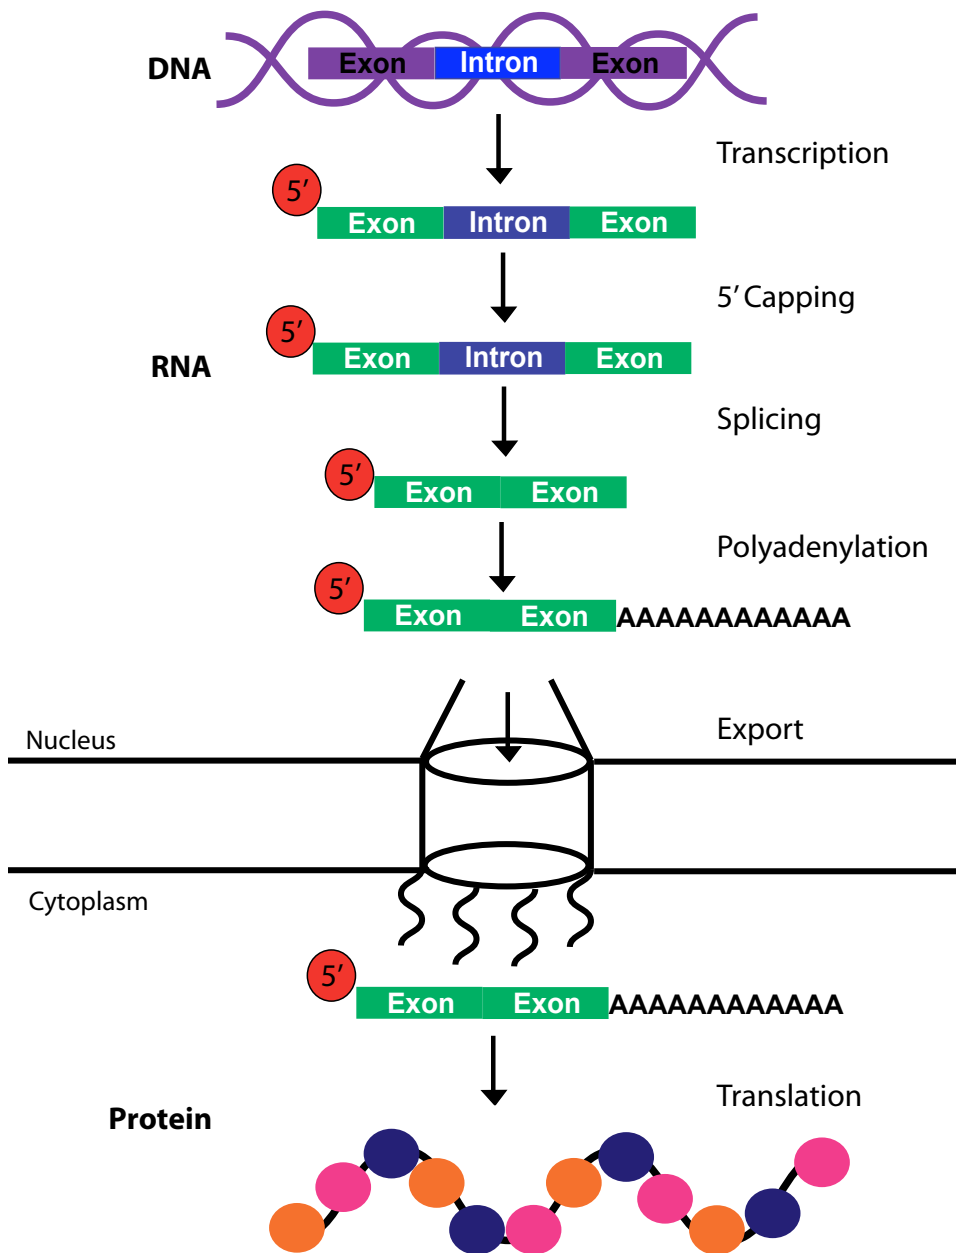 DNA
Exon Intron Exon
Transcription
5’
Exon Intron Exon
5’ Capping
5’
RNA
Exon Intron Exon
Splicing
5’
Exon Exon
Polyadenylation
5’
Exon Exon AAAAAAAAAAAA
Nucleus
Export
Cytoplasm
5’
Exon Exon AAAAAAAAAAAA
Protein
Translation